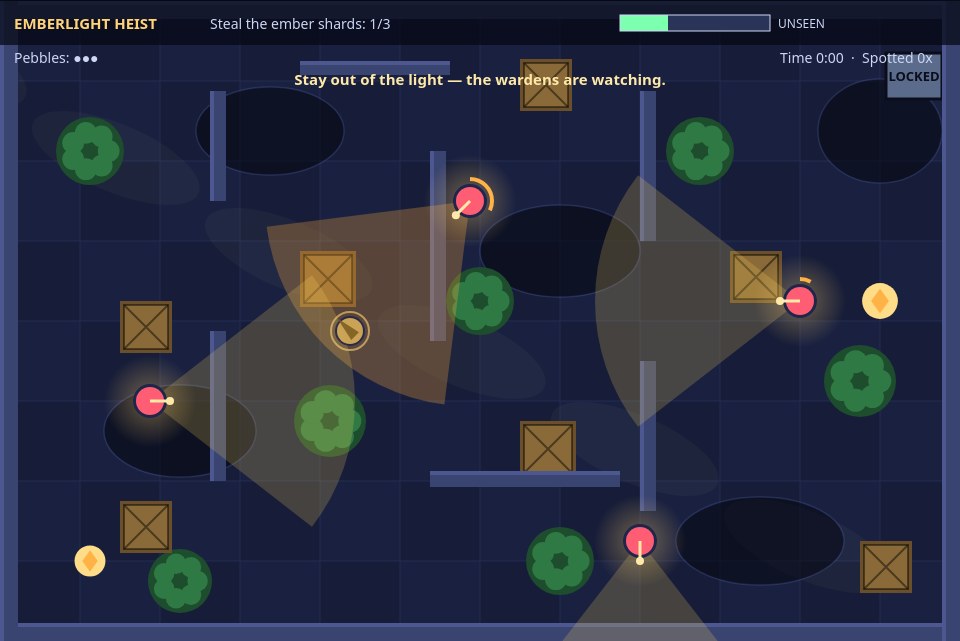 EMBERLIGHT HEIST
Steal the ember shards: 1/3
UNSEEN
Pebbles: ●●●
Time 0:00 · Spotted 0x
LOCKED
Stay out of the light — the wardens are watching.